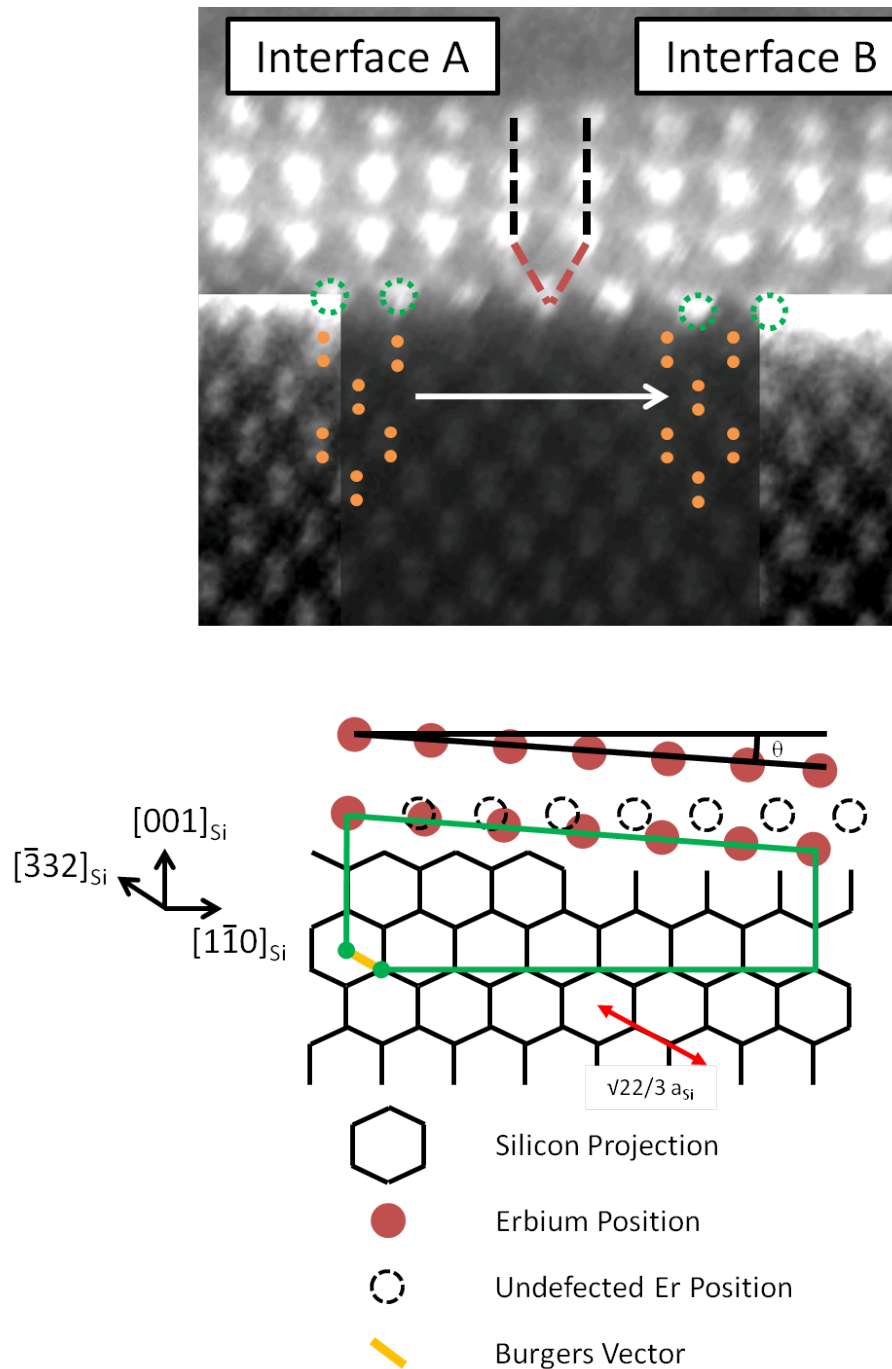 Interface A
Interface B
θ
[001]Si
[3̅32]Si
[11̅0]Si
√22/3 aSi
Silicon Projection
Erbium Position
Undefected Er Position
Burgers Vector